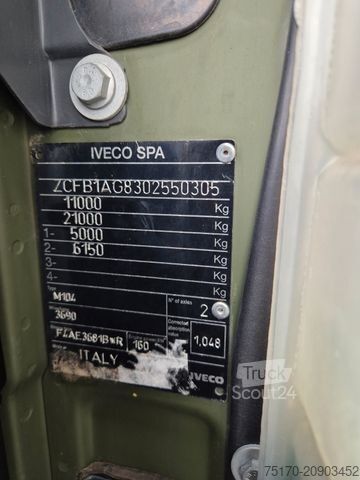 IVECO SPA
ZCFB1AG8302550305
11000 Kg
21000 Kg
1- 5000 Kg
2- 6150 Kg
3- Kg
4- Kg
Type
M104
N° of axles
2
3690
Corrected absorption value
1,048
F4AE3681B*R
160
ITALY
IVECO
Truck
Scout24
75170-20903452